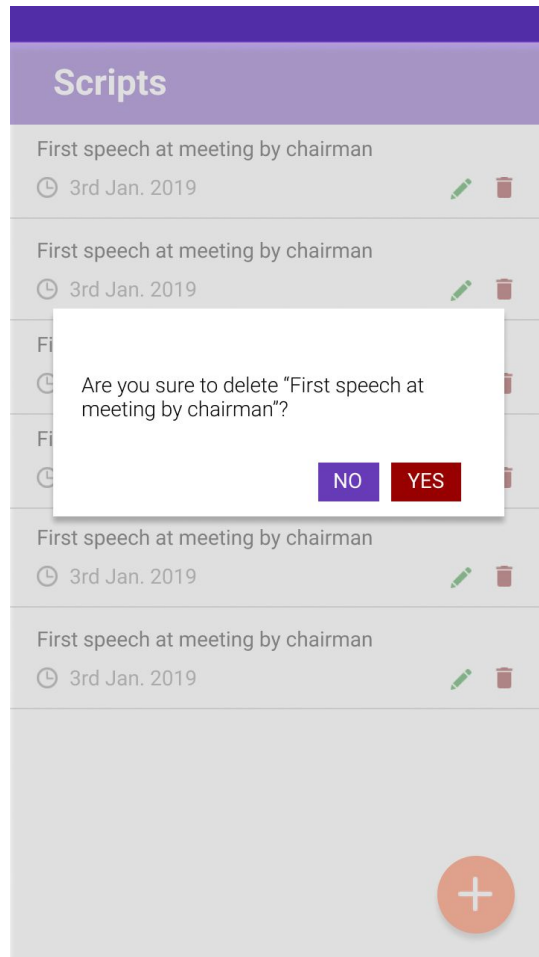 Scripts
First speech at meeting by chairman
3rd Jan. 2019
First speech at meeting by chairman
3rd Jan. 2019
Fi
Are you sure to delete “First speech at
meeting by chairman”?
Fi
NO YES
First speech at meeting by chairman
3rd Jan. 2019
First speech at meeting by chairman
3rd Jan. 2019